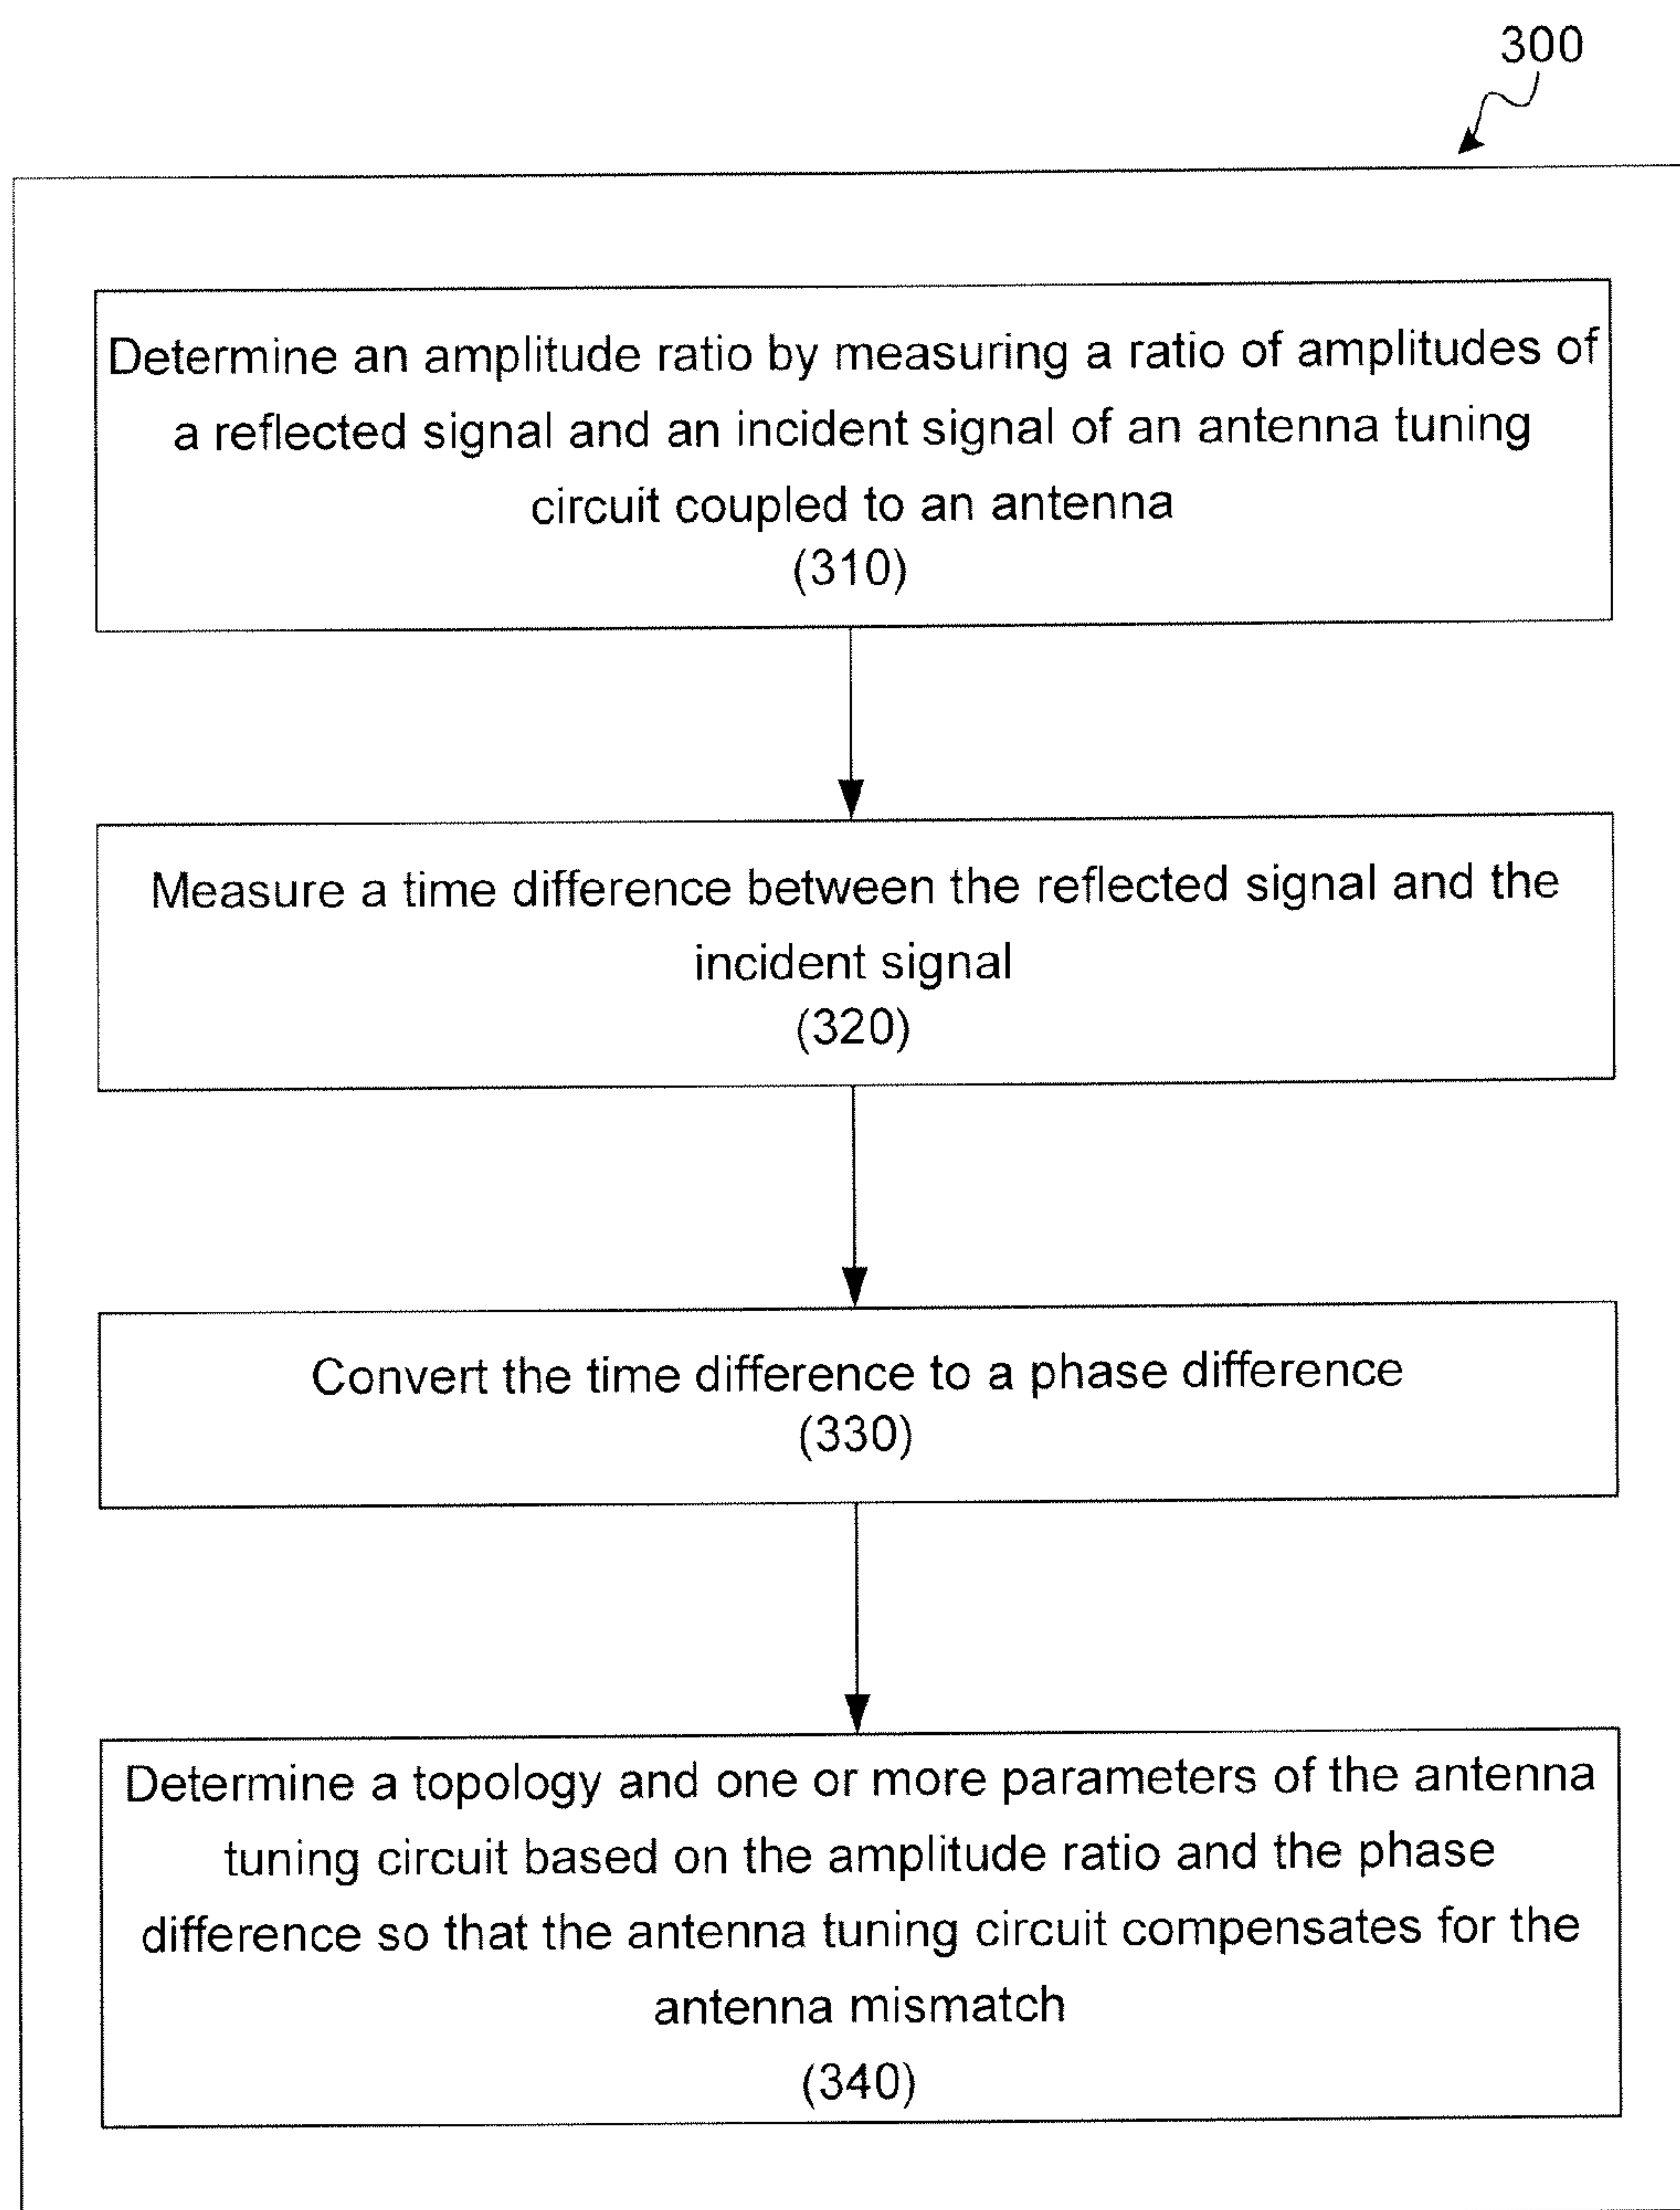 300
Determine an amplitude ratio by measuring a ratio of amplitudes of
a reflected signal and an incident signal of an antenna tuning
circuit coupled to an antenna
(310)
Measure a time difference between the reflected signal and the
incident signal
(320)
Convert the time difference to a phase difference
(330)
Determine a topology and one or more parameters of the antenna
tuning circuit based on the amplitude ratio and the phase
difference so that the antenna tuning circuit compensates for the
antenna mismatch
(340)